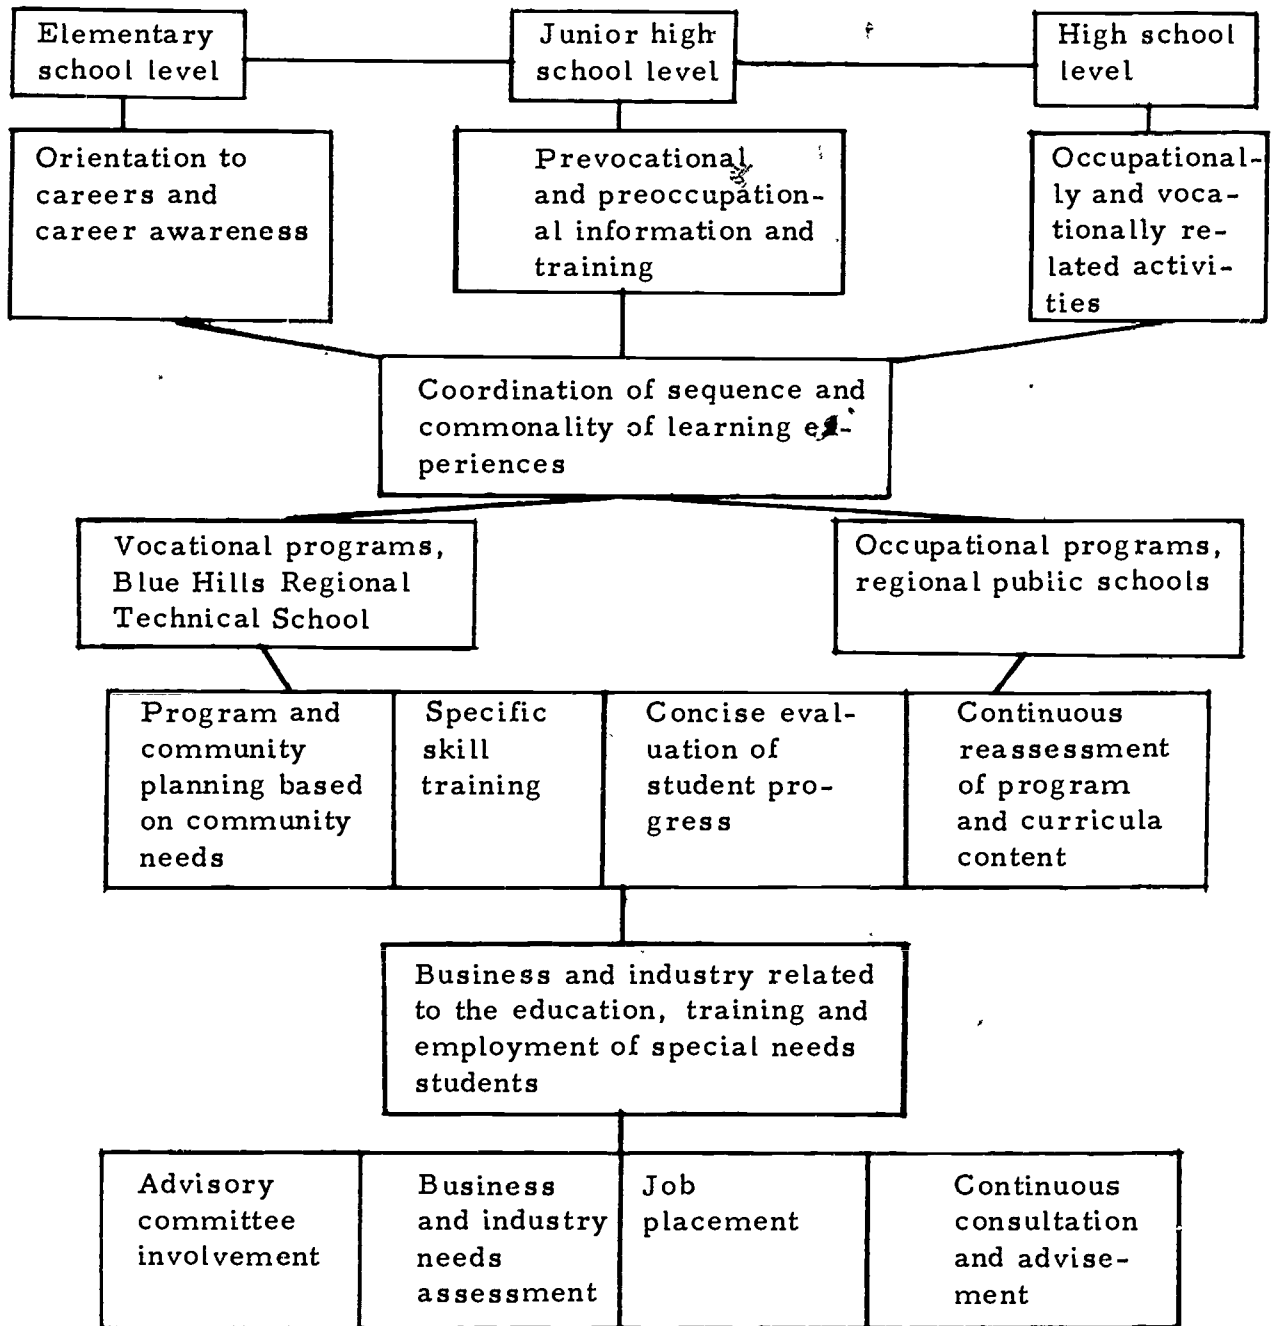 Elementary
school level
Junior high
school level
High school
level
Orientation to
careers and
career awareness
Prevocational
and preoccupation-
al information and
training
Occupational-
ly and voca-
tionally re-
lated activi-
ties
Coordination of sequence and
commonality of learning ex-
periences
Vocational programs,
Blue Hills Regional
Technical School
Occupational programs,
regional public schools
Program and
community
planning based
on community
needs
Specific
skill
training
Concise eval-
uation of
student pro-
gress
Continuous
reassessment
of program
and curricula
content
Business and industry related
to the education, training and
employment of special needs
students
Advisory
committee
involvement
Business
and industry
needs
assessment
Job
placement
Continuous
consultation
and advise-
ment